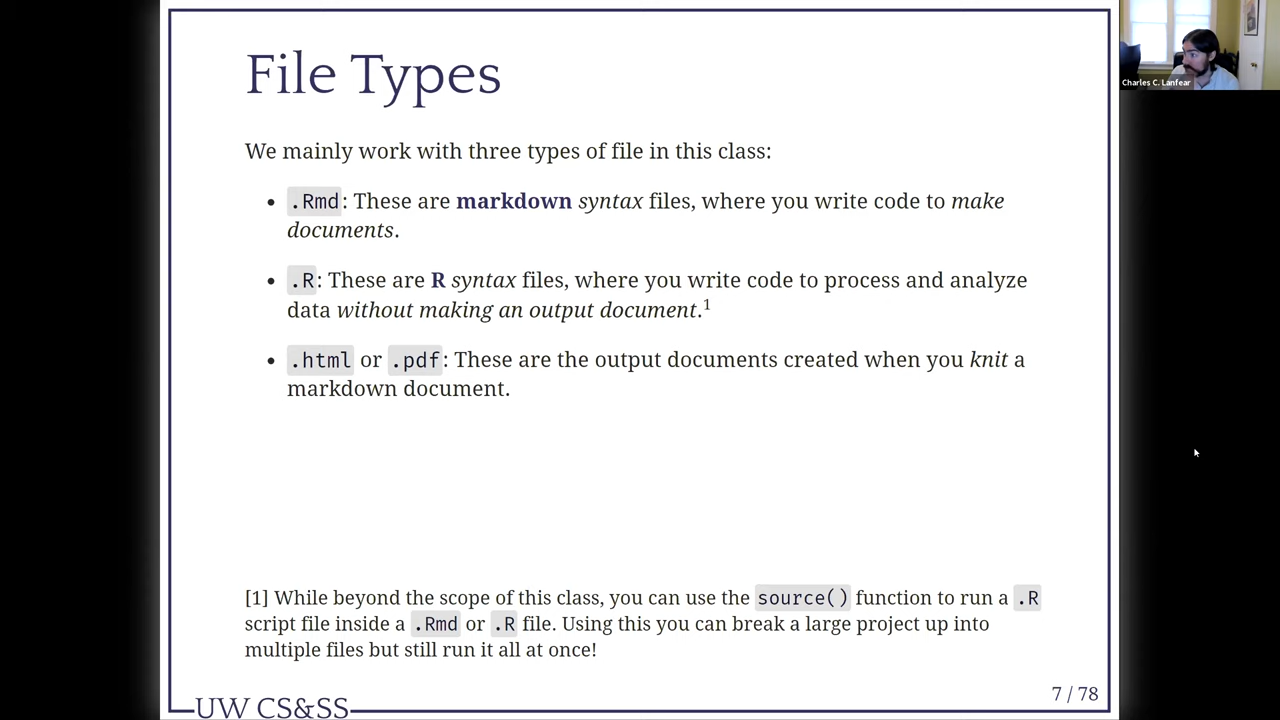 File Types
Charles C. Lanfear
We mainly work with three types of file in this class:
• .Rmd: These are markdown syntax files, where you write code to make
documents.
• .R: These are R syntax files, where you write code to process and analyze
data without making an output document.1
• .html or .pdf: These are the output documents created when you knit a
markdown document.
[1] While beyond the scope of this class, you can use the source() function to run a .R
script file inside a .Rmd or .R file. Using this you can break a large project up into
multiple files but still run it all at once!
7 / 78
UW CS&SS